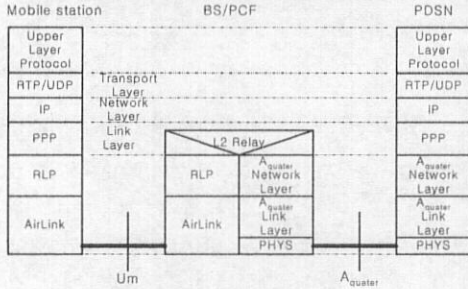 Mobile station
BS/PCF
PDSN
Upper
Layer
Protocol
RTP/UDP
IP
PPP
RLP
AirLink
Transport
Layer
Network
Layer
Link
Layer
L2 Relay
RLP
AirLink
Aquater
Network
Layer
Aquater
Link
Layer
PHYS
Upper
Layer
Protocol
RTP/UDP
IP
PPP
Aquater
Network
Layer
Aquater
Link
Layer
PHYS
Um
Aquater